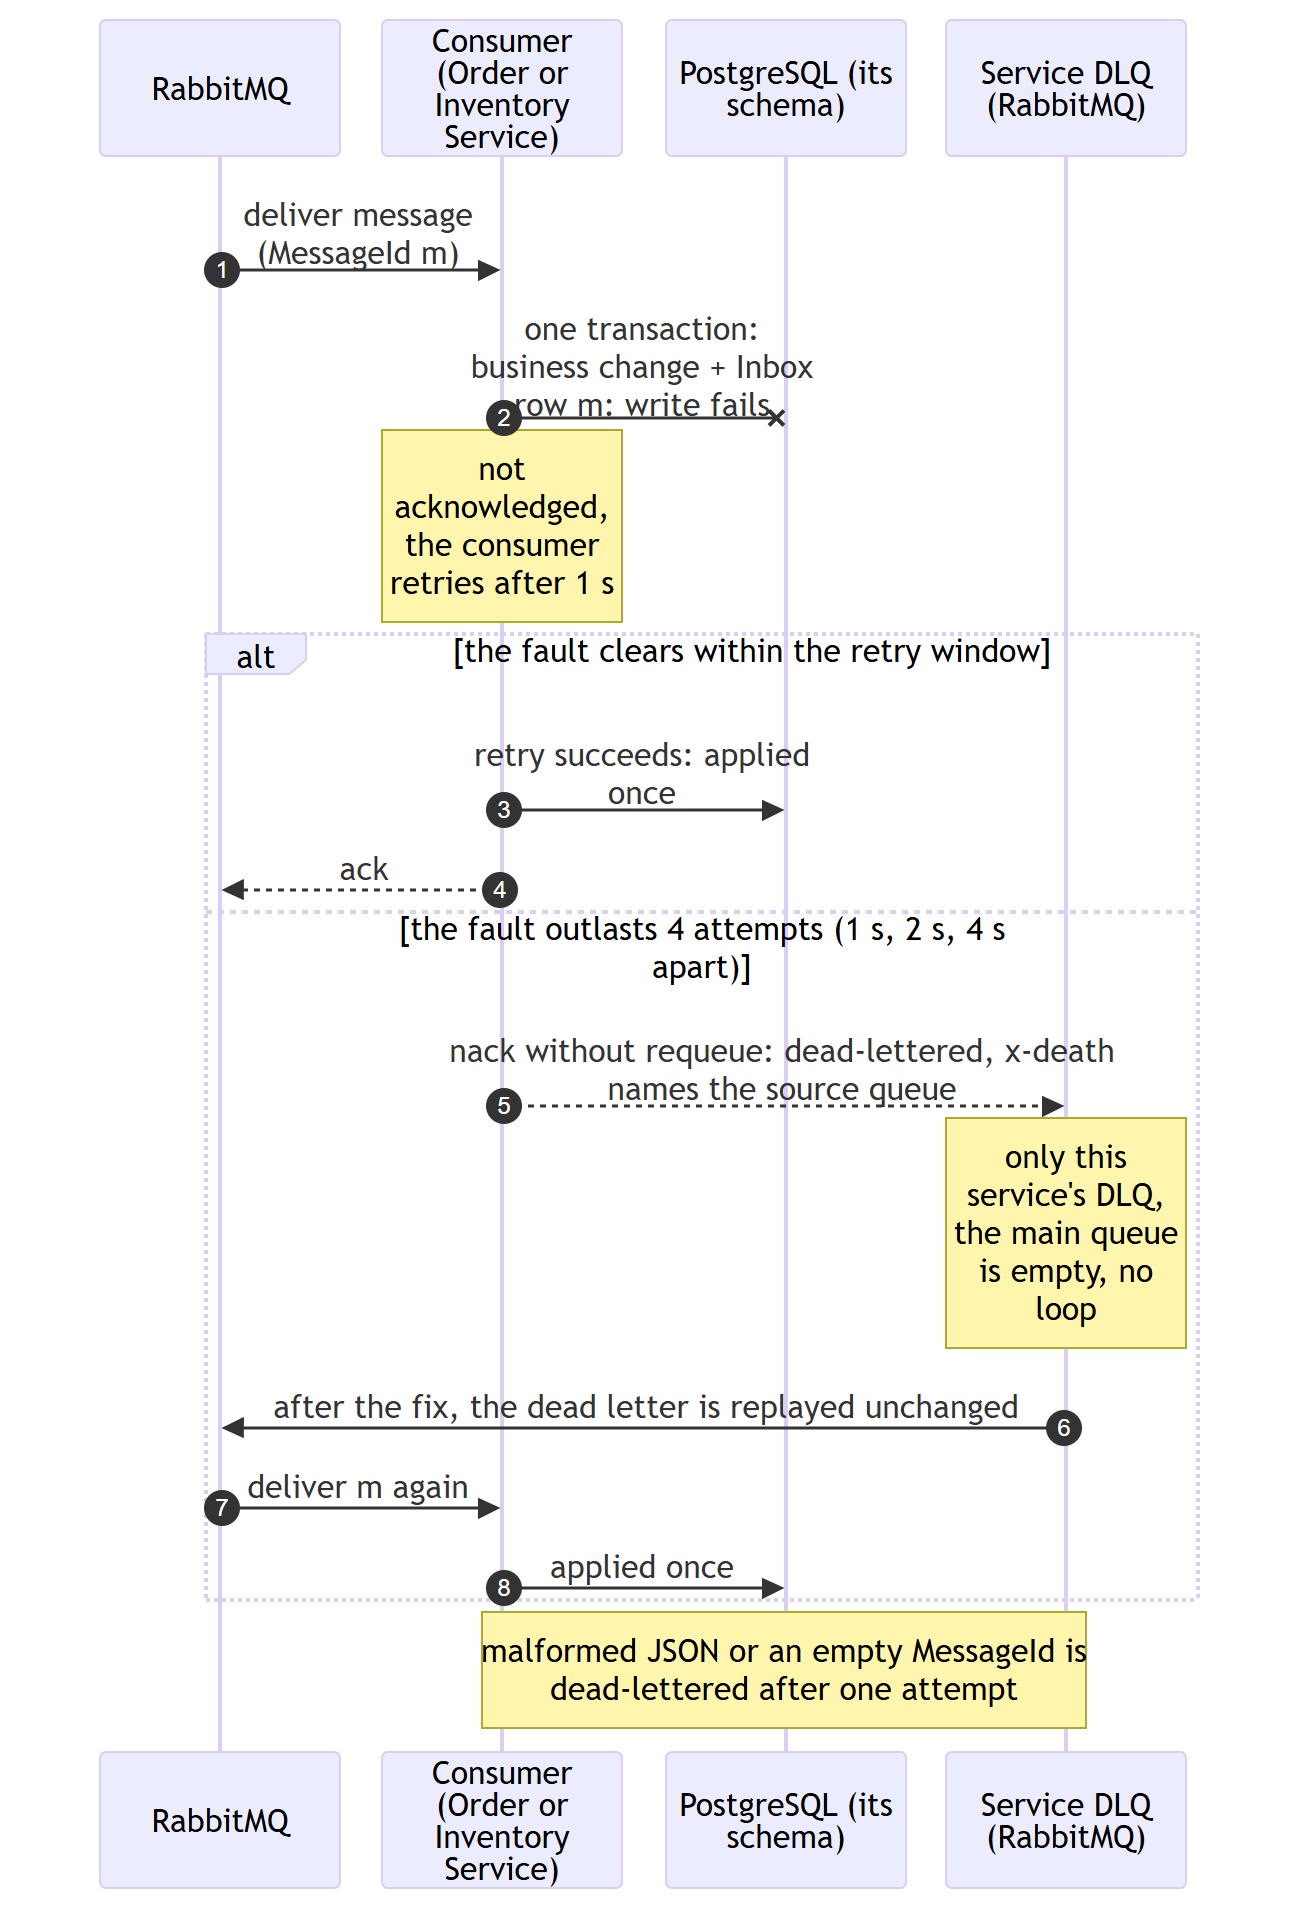 RabbitMQ
Consumer
(Order or
Inventory
Service)
PostgreSQL (its
schema)
Service DLQ
(RabbitMQ)
deliver message
(MessageId m)
1
one transaction:
business change + Inbox
row m: write fails
2
not
acknowledged,
the consumer
retries after 1 s
alt
[the fault clears within the retry window]
retry succeeds: applied
once
3
ack
4
[the fault outlasts 4 attempts (1 s, 2 s, 4 s
apart)]
nack without requeue: dead-lettered, x-death
names the source queue
5
only this
service's DLQ,
the main queue
is empty, no
loop
after the fix, the dead letter is replayed unchanged
6
deliver m again
7
applied once
8
malformed JSON or an empty MessageId is
dead-lettered after one attempt
RabbitMQ
Consumer
(Order or
Inventory
Service)
PostgreSQL (its
schema)
Service DLQ
(RabbitMQ)